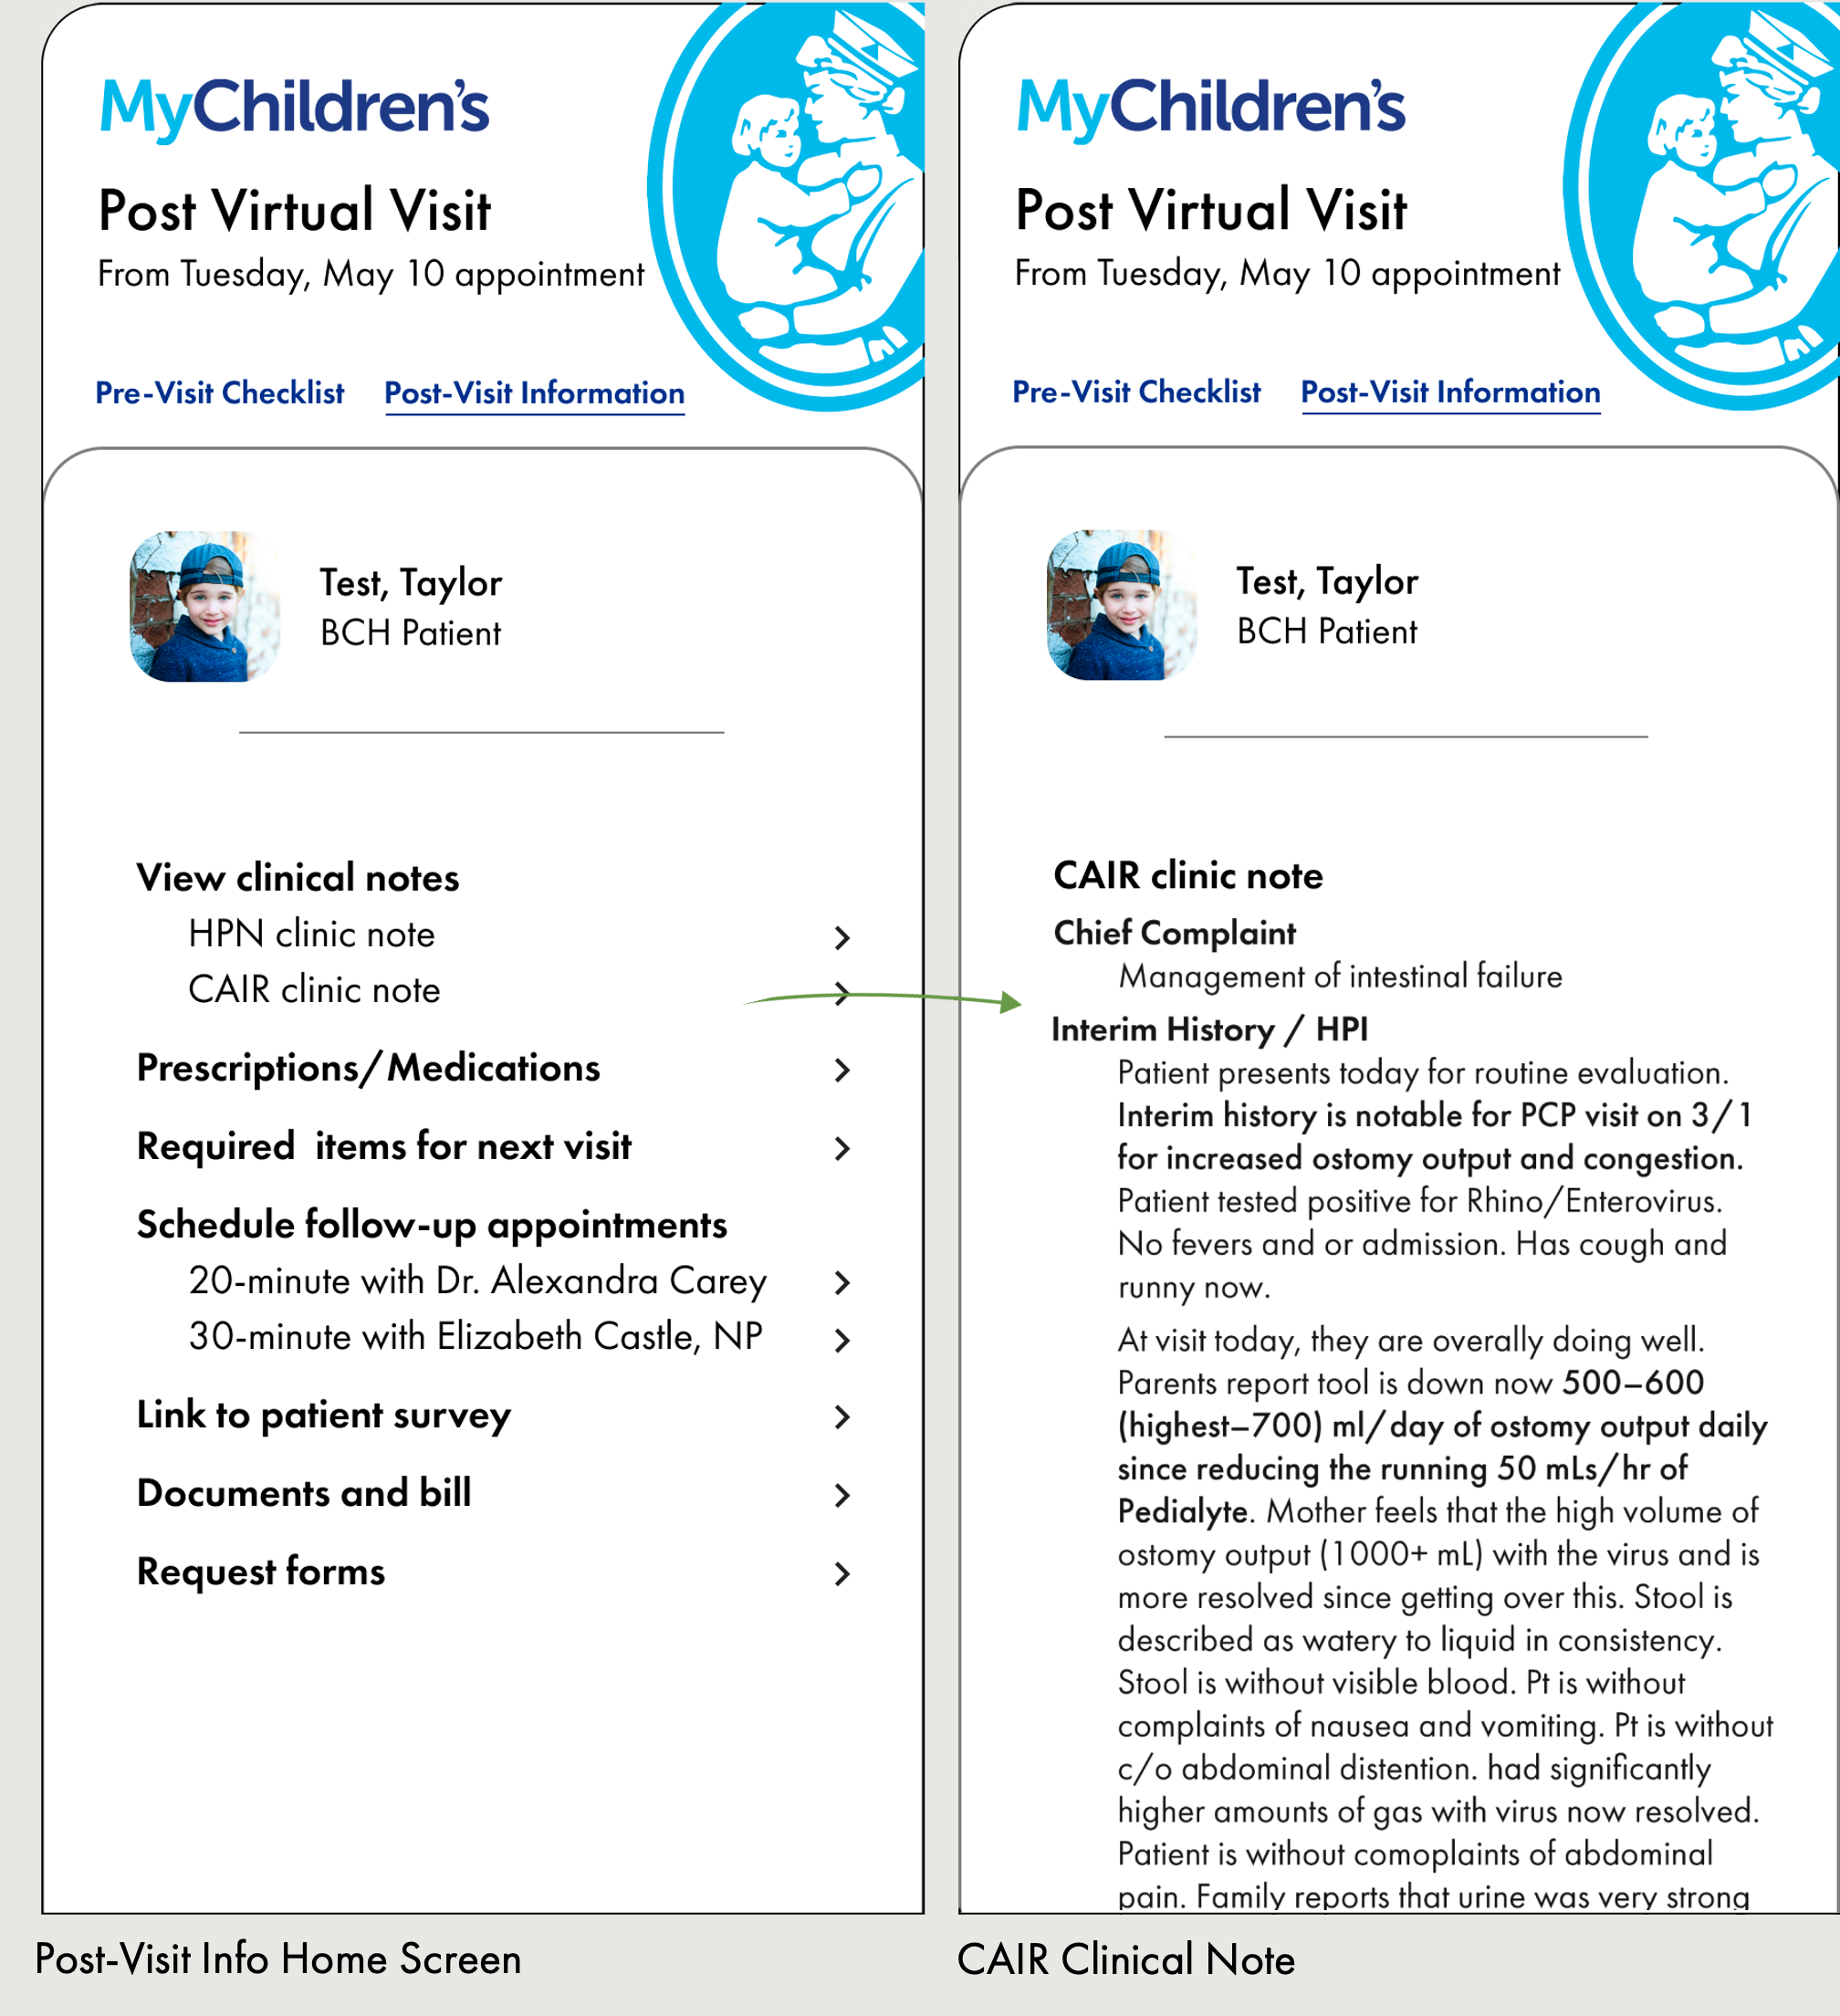 MyChildren's
Post Virtual Visit
From Tuesday, May 10 appointment
Pre-Visit Checklist
Post-Visit Information
Test, Taylor
BCH Patient
View clinical notes
HPN clinic note
CAIR clinic note
Prescriptions/Medications
Required  items for next visit
Schedule follow-up appointments
20-minute with Dr. Alexandra Carey
30-minute with Elizabeth Castle, NP
Link to patient survey
Documents and bill
Request forms
Post-Visit Info Home Screen
MyChildren's
Post Virtual Visit
From Tuesday, May 10 appointment
Pre-Visit Checklist
Post-Visit Information
Test, Taylor
BCH Patient
CAIR clinic note
Chief Complaint
Management of intestinal failure
Interim History / HPI
Patient presents today for routine evaluation.
Interim history is notable for PCP visit on 3/1
for increased ostomy output and congestion.
Patient tested positive for Rhino/Enterovirus.
No fevers and or admission. Has cough and
runny now.
At visit today, they are overally doing well.
Parents report tool is down now 500–600
(highest–700) ml/day of ostomy output daily
since reducing the running 50 mLs/hr of
Pedialyte. Mother feels that the high volume of
ostomy output (1000+ mL) with the virus and is
more resolved since getting over this. Stool is
described as watery to liquid in consistency.
Stool is without visible blood. Pt is without
complaints of nausea and vomiting. Pt is without
c/o abdominal distention. had significantly
higher amounts of gas with virus now resolved.
Patient is without comoplaints of abdominal
pain. Family reports that urine was very strong
CAIR Clinical Note